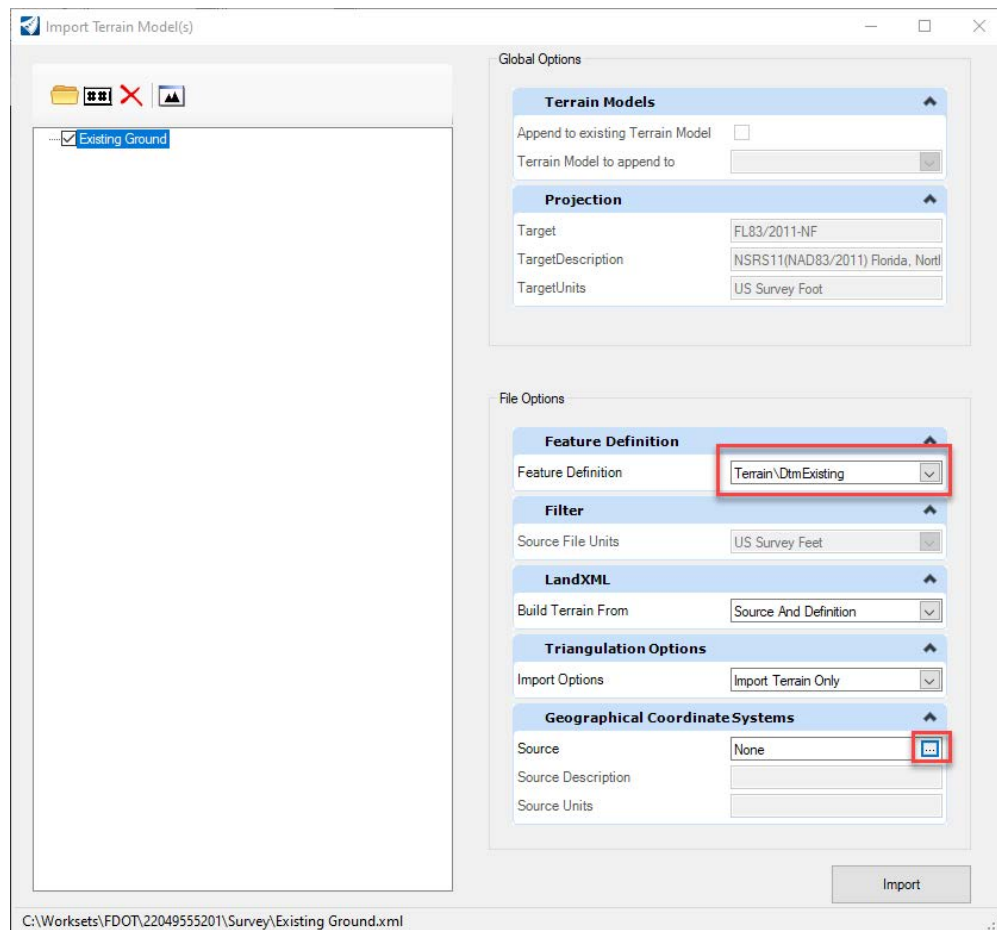 Import Terrain Model(s)
Existing Ground
Global Options
Terrain Models
Append to existing Terrain Model
Terrain Model to append to
Projection
Target FL83/2011-NF
TargetDescription NSRS11(NAD83/2011) Florida, Nortl
TargetUnits US Survey Foot
File Options
Feature Definition
Feature Definition Terrain\DtmExisting
Filter
Source File Units US Survey Feet
LandXML
Build Terrain From Source And Definition
Triangulation Options
Import Options Import Terrain Only
Geographical Coordinate Systems
Source None ...
Source Description
Source Units
Import
C:\Worksets\FDOT\22049555201\Survey\Existing Ground.xml